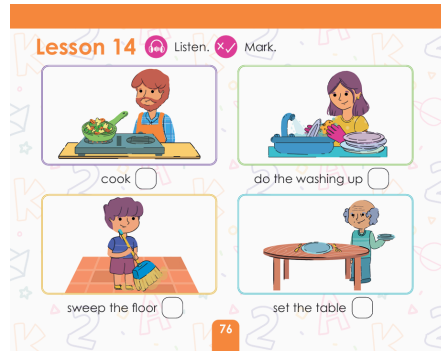 Lesson 14 Listen. Mark.
cook do the washing up
sweep the floor set the table
76